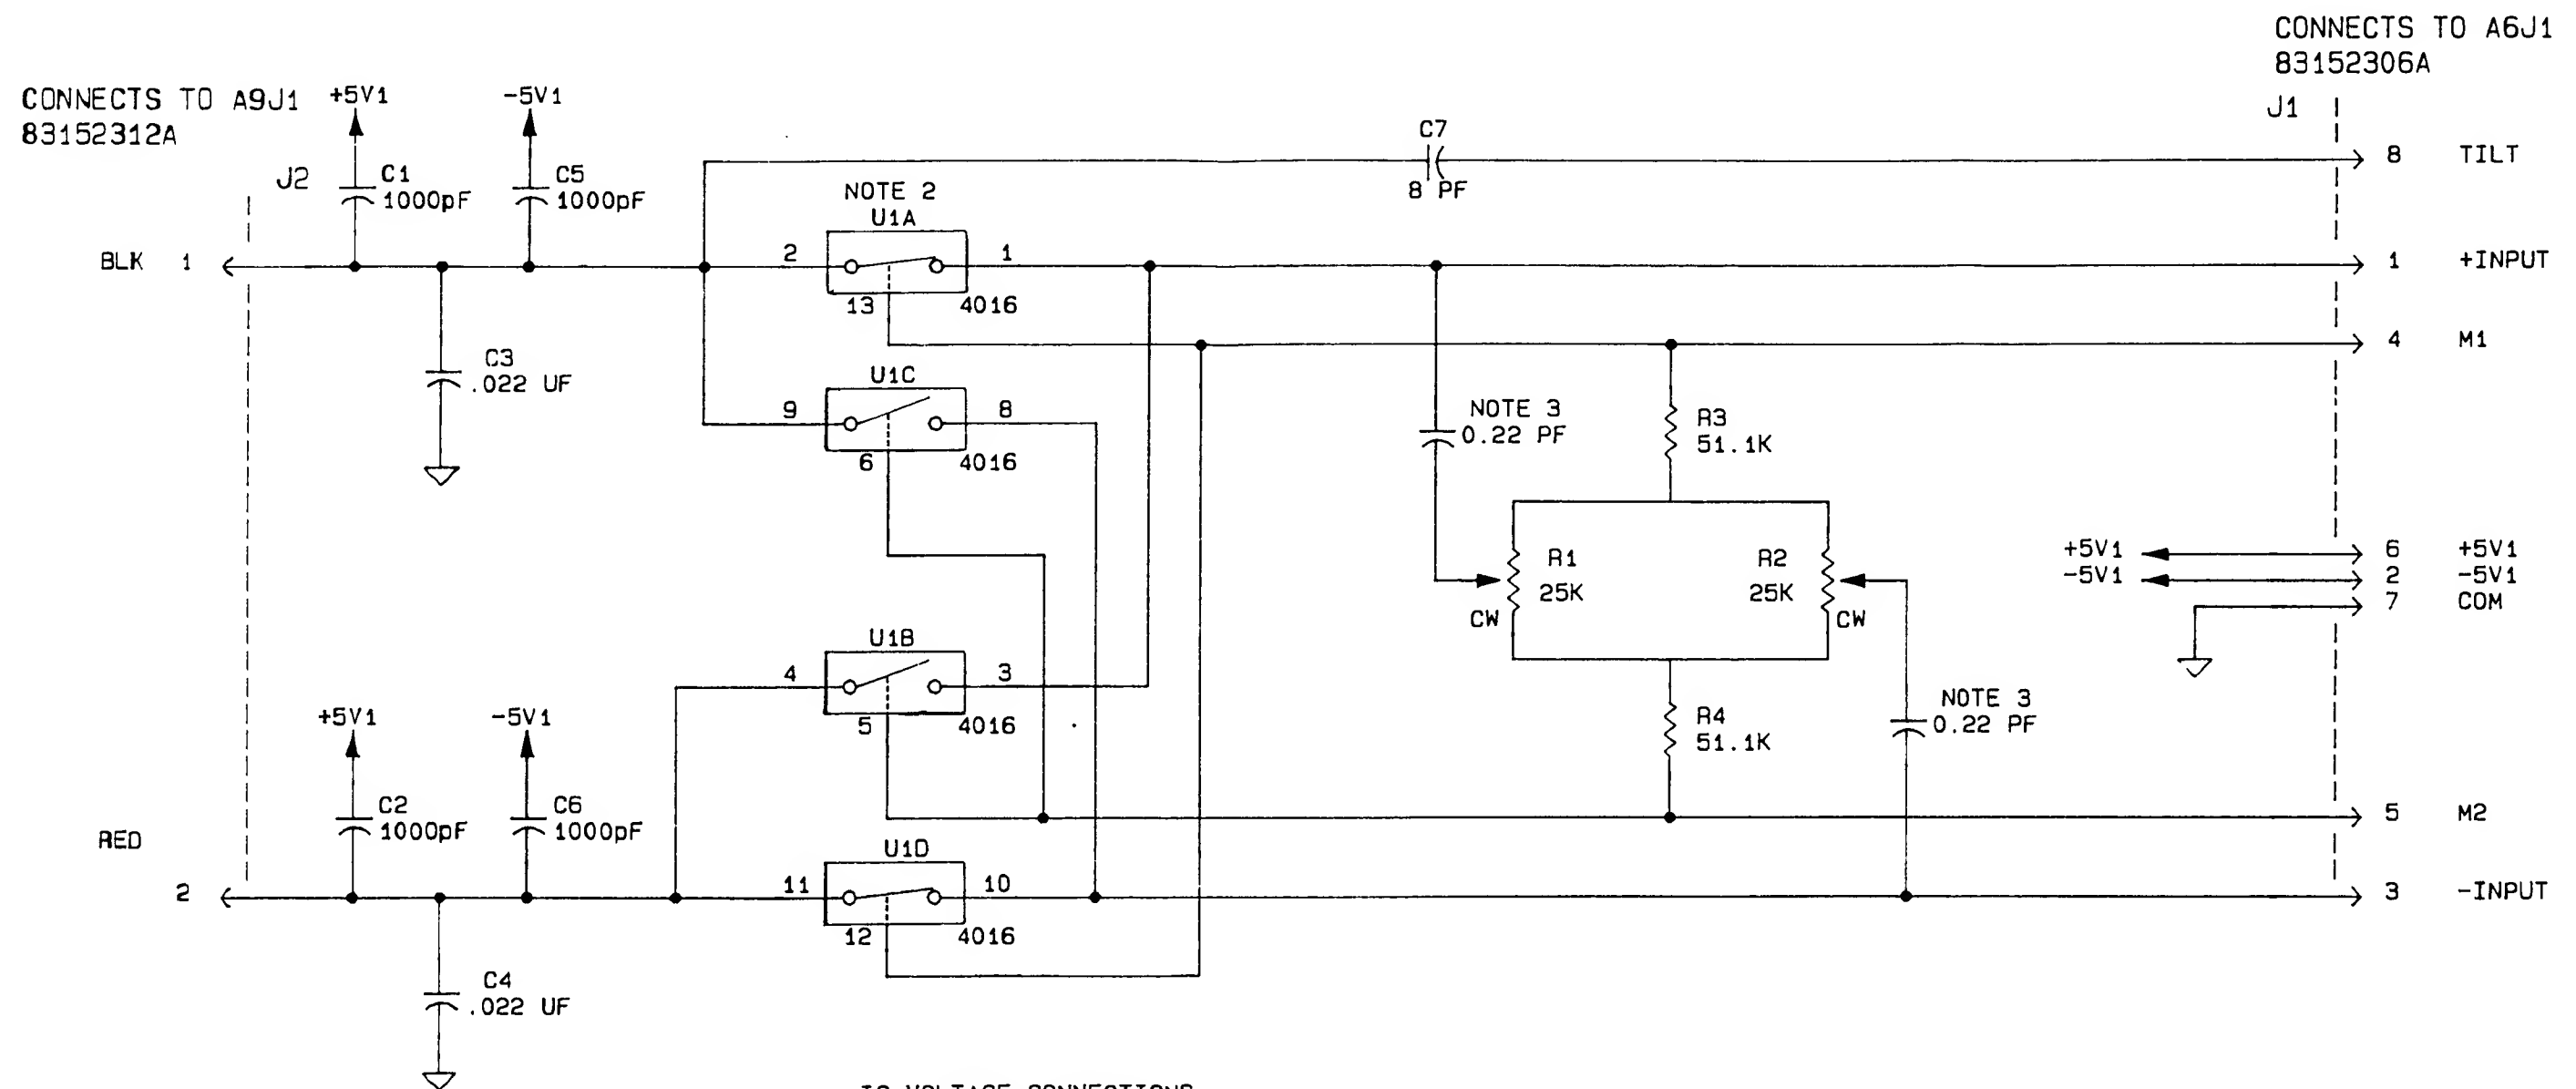 CONNECTS TO A6J1
83152306A
CONNECTS TO A9J1
83152312A
+5V1
-5V1
J1
J2
C1
1000pF
C5
1000pF
C7
8 PF
8 TILT
NOTE 2
U1A
BLK 1
2
1
13
4016
1 +INPUT
4 M1
C3
.022 UF
U1C
9
8
6
4016
NOTE 3
0.22 PF
R3
51.1K
R1
25K
CW
R2
25K
CW
+5V1
-5V1
6 +5V1
2 -5V1
7 COM
U1B
4
3
5
4016
+5V1
-5V1
C2
1000pF
C6
1000pF
R4
51.1K
NOTE 3
0.22 PF
5 M2
RED
2
U1D
11
10
12
4016
3 -INPUT
C4
.022 UF
IC VOLTAGE CONNECTIONS